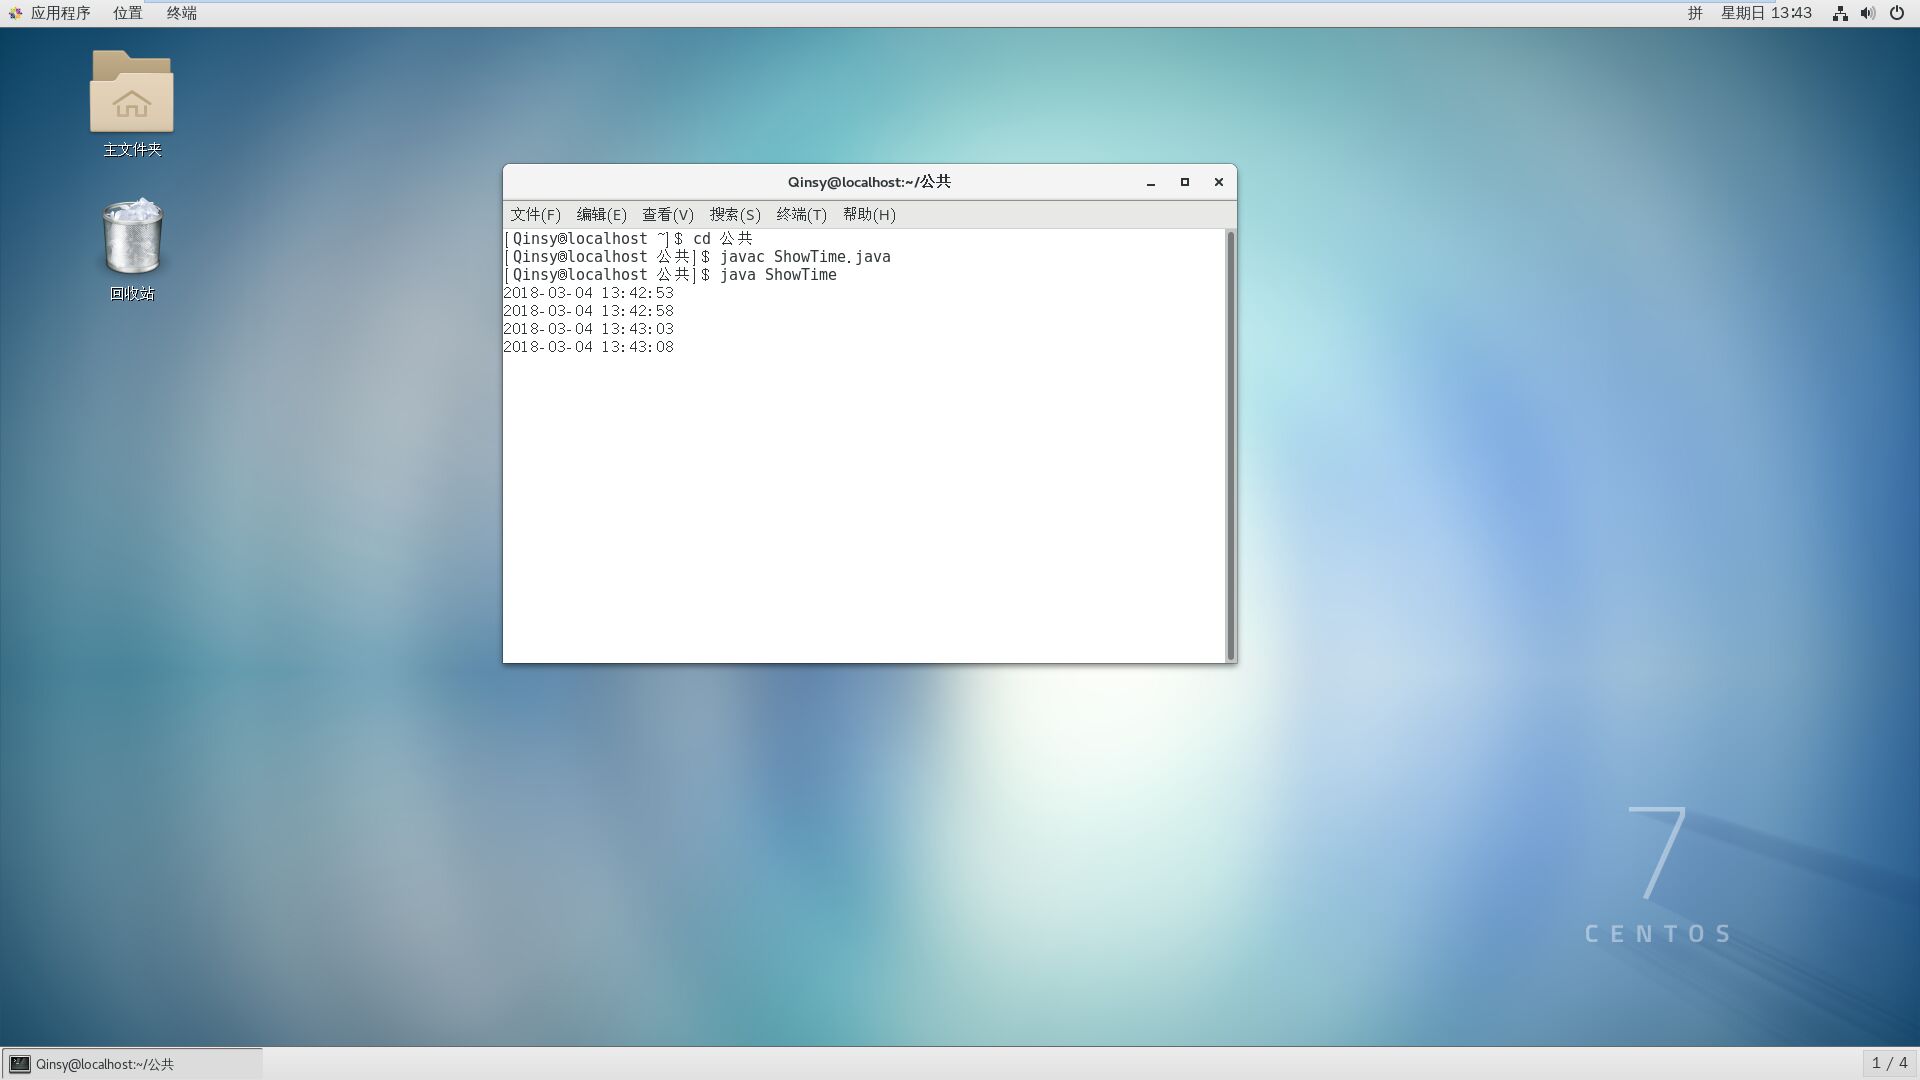 应用程序 位置 终端 拼 星期日 13:43
主文件夹
回收站
Qinsy@localhost:~/公共
文件(F) 编辑(E) 查看(V) 搜索(S) 终端(T) 帮助(H)
[Qinsy@localhost ~]$ cd 公共
[Qinsy@localhost 公共]$ javac ShowTime.java
[Qinsy@localhost 公共]$ java ShowTime
2018-03-04 13:42:53
2018-03-04 13:42:58
2018-03-04 13:43:03
2018-03-04 13:43:08
7
CENTOS
Qinsy@localhost:~/公共 1 / 4